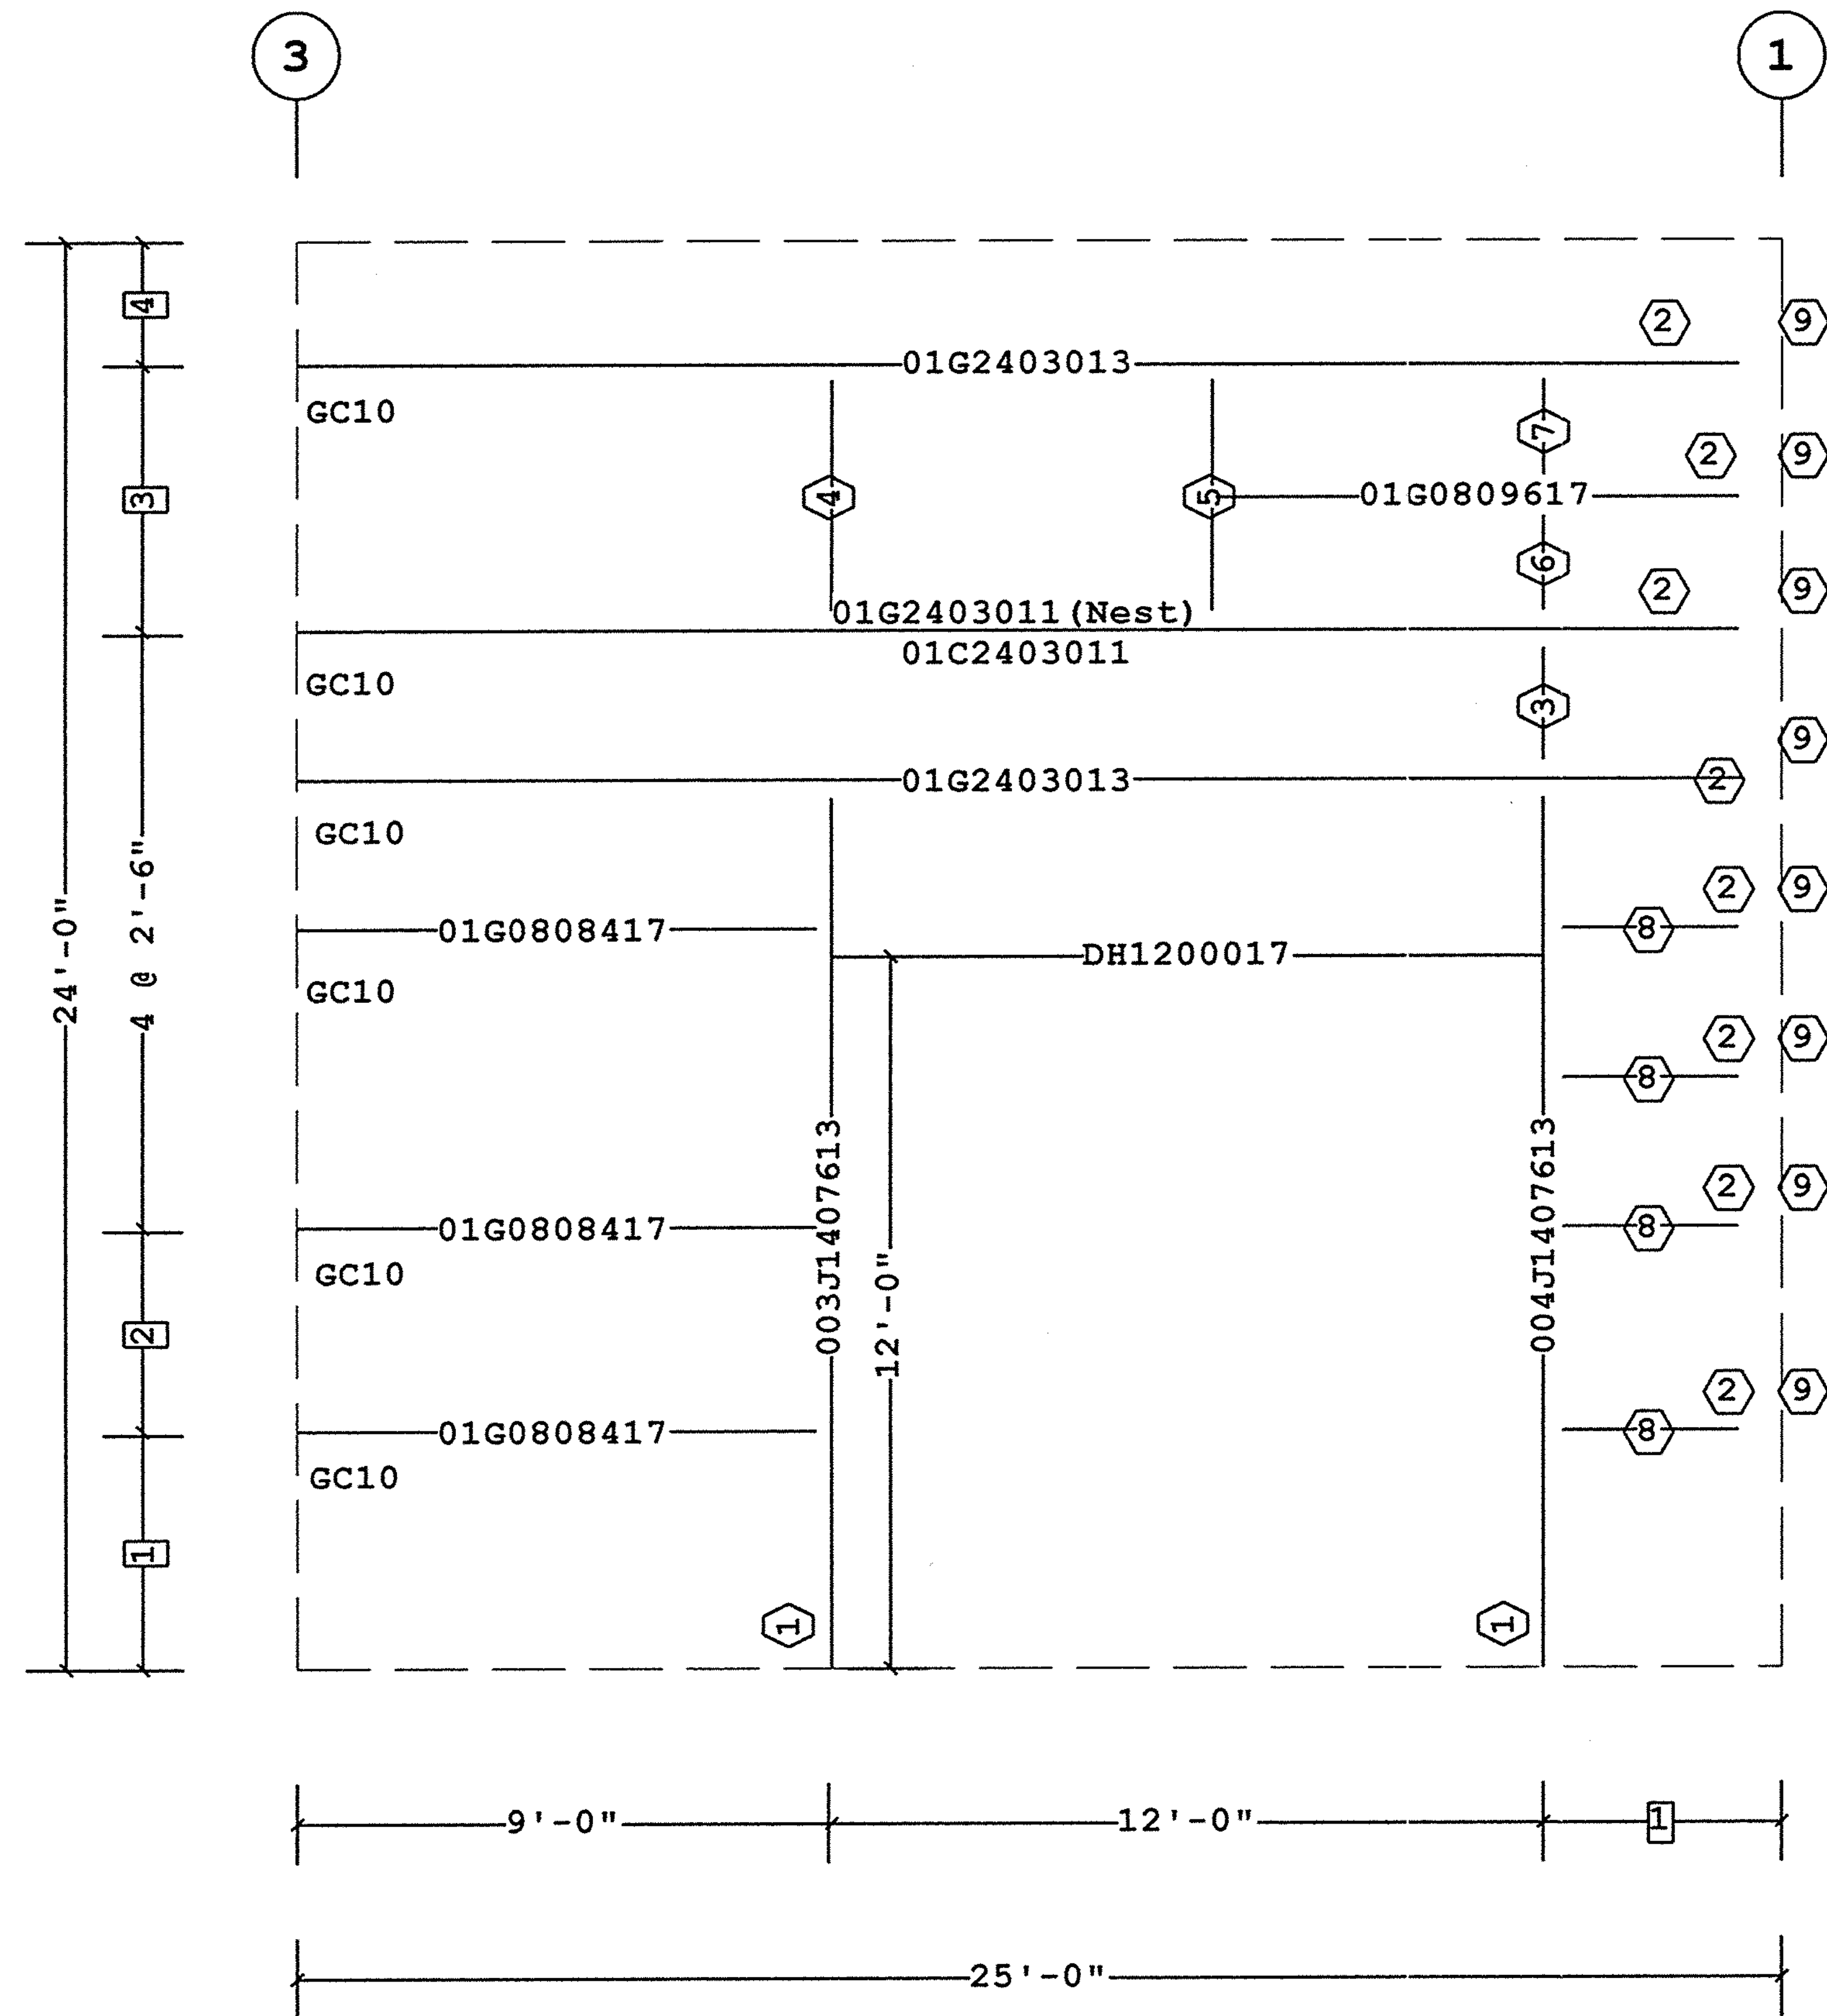 3
1
4
2
9
01G2403013
GC10
7
2
9
3
4
5
01G0809617
6
2
9
01G2403011(Nest)
01C2403011
GC10
3
9
01G2403013
2
GC10
4 @ 2'-6"
24'-0"
2
9
01G0808417
8
DH1200017
GC10
2
9
8
003J1407613
004J1407613
2
9
01G0808417
8
GC10
12'-0"
2
2
9
01G0808417
8
GC10
1
1
1
9'-0"
12'-0"
1
25'-0"